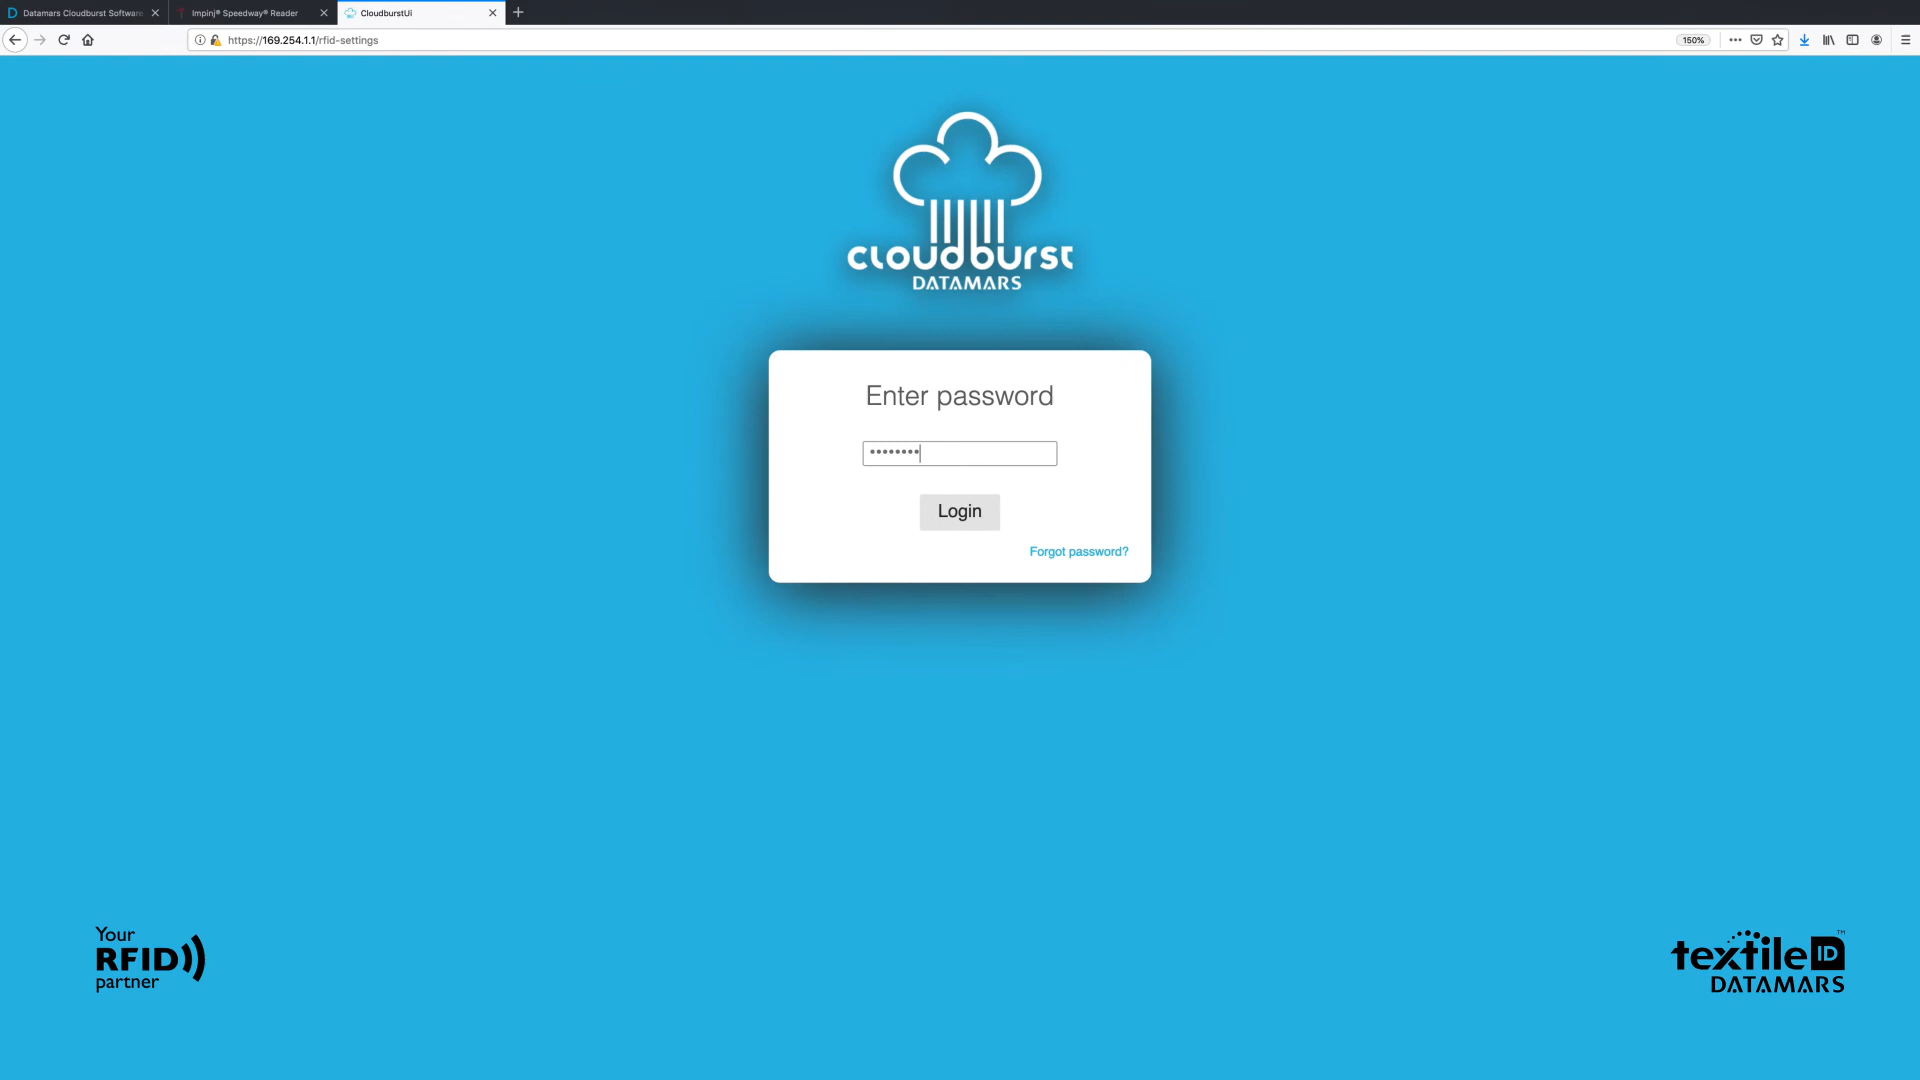 Datamars Cloudburst Software
Impinj® Speedway® Reader
CloudburstUi
https://169.254.1.1/rfid-settings
150%
cloudburst
DATAMARS
Enter password
••••••••
Login
Forgot password?
Your
RFID
partner
textile ID ™
DATAMARS